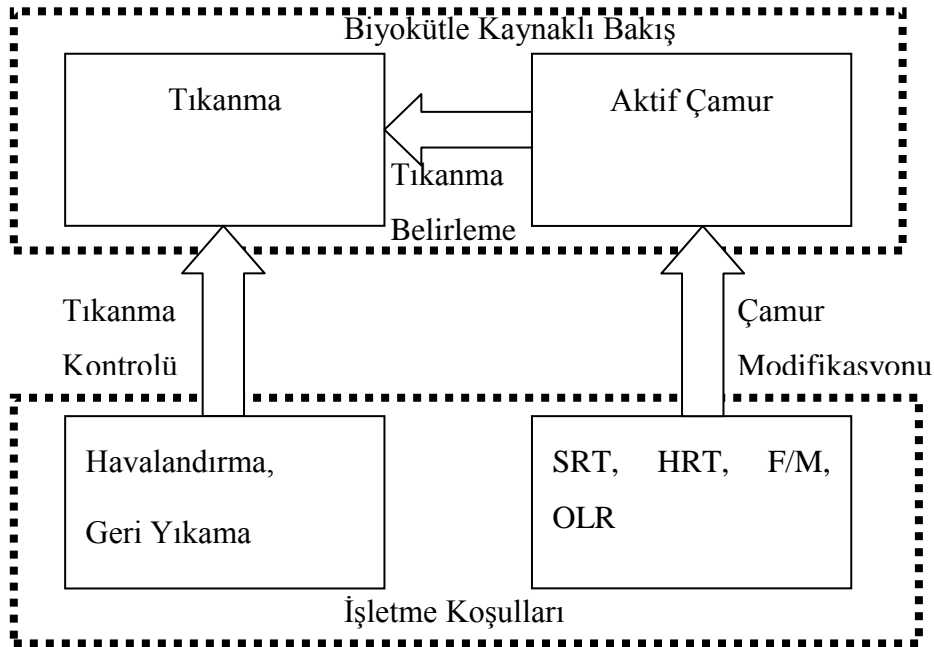 Biyokütle Kaynaklı Bakış
Tıkanma
Aktif Çamur
Tıkanma
Belirleme
Tıkanma
Kontrolü
Çamur
Modifikasyonu
Havalandırma,
Geri Yıkama
SRT, HRT, F/M,
OLR
İşletme Koşulları